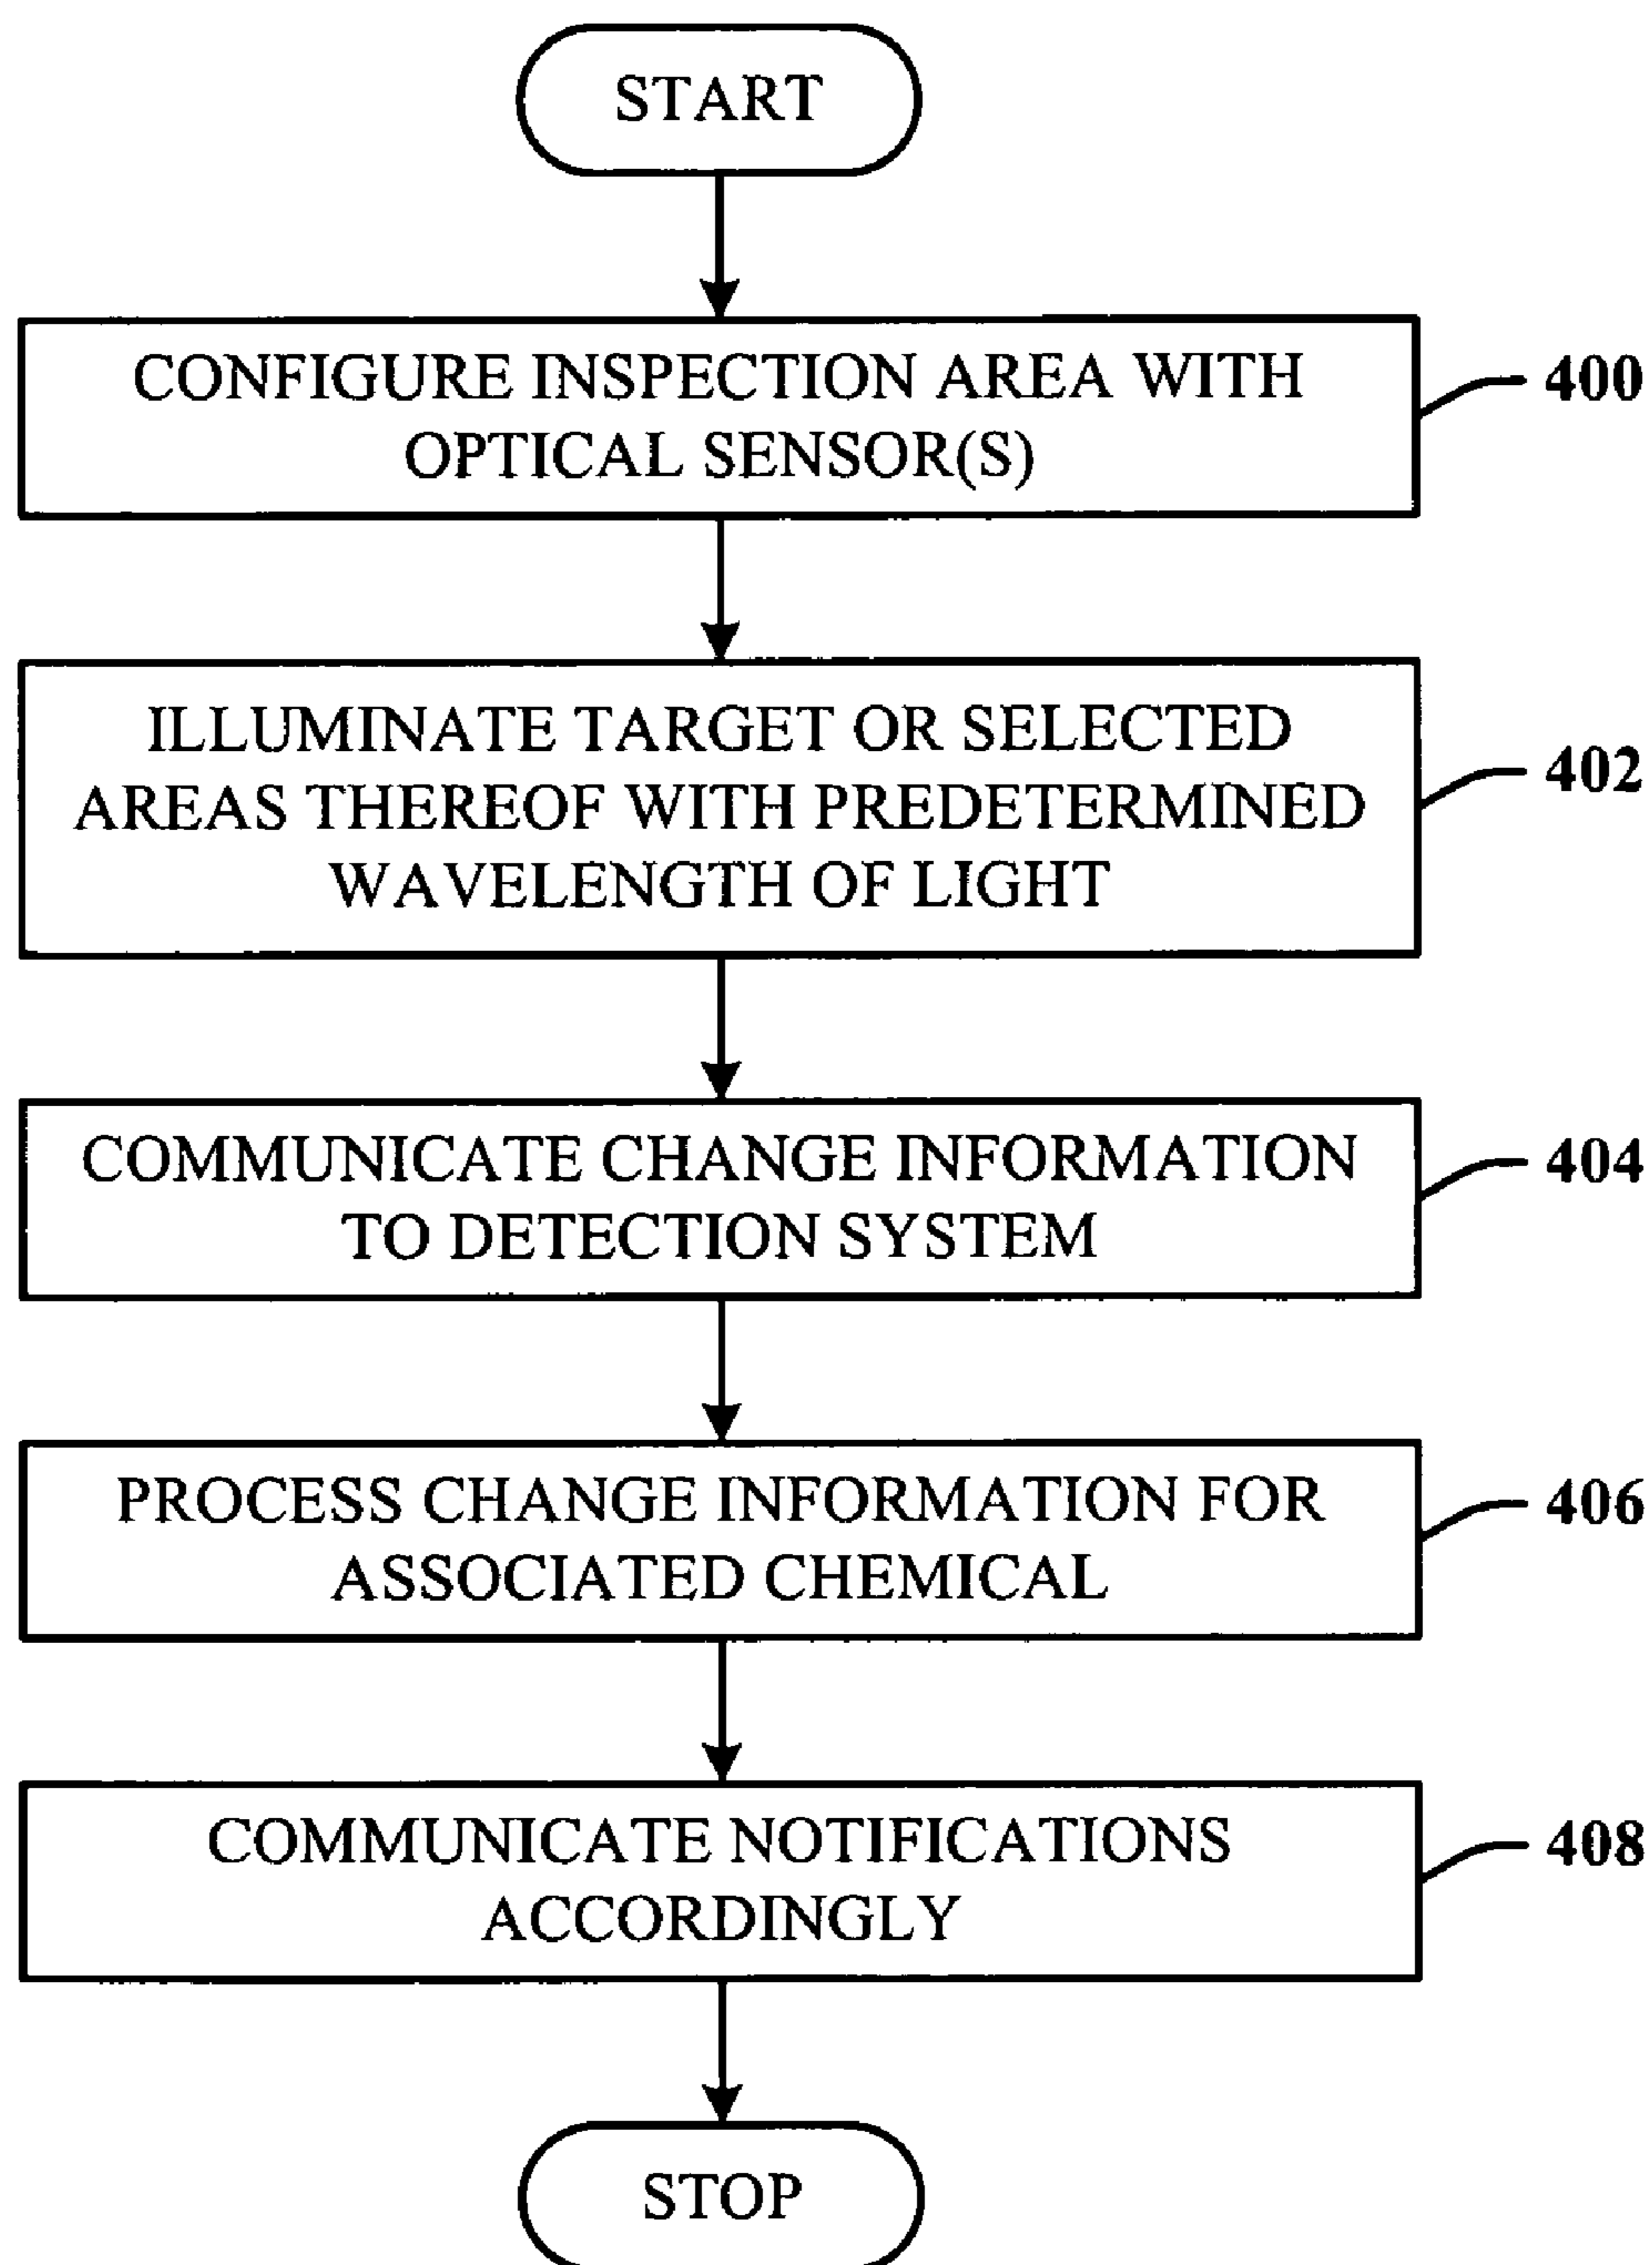 START
CONFIGURE INSPECTION AREA WITH
OPTICAL SENSOR(S)
400
ILLUMINATE TARGET OR SELECTED
AREAS THEREOF WITH PREDETERMINED
WAVELENGTH OF LIGHT
402
COMMUNICATE CHANGE INFORMATION
TO DETECTION SYSTEM
404
PROCESS CHANGE INFORMATION FOR
ASSOCIATED CHEMICAL
406
COMMUNICATE NOTIFICATIONS
ACCORDINGLY
408
STOP